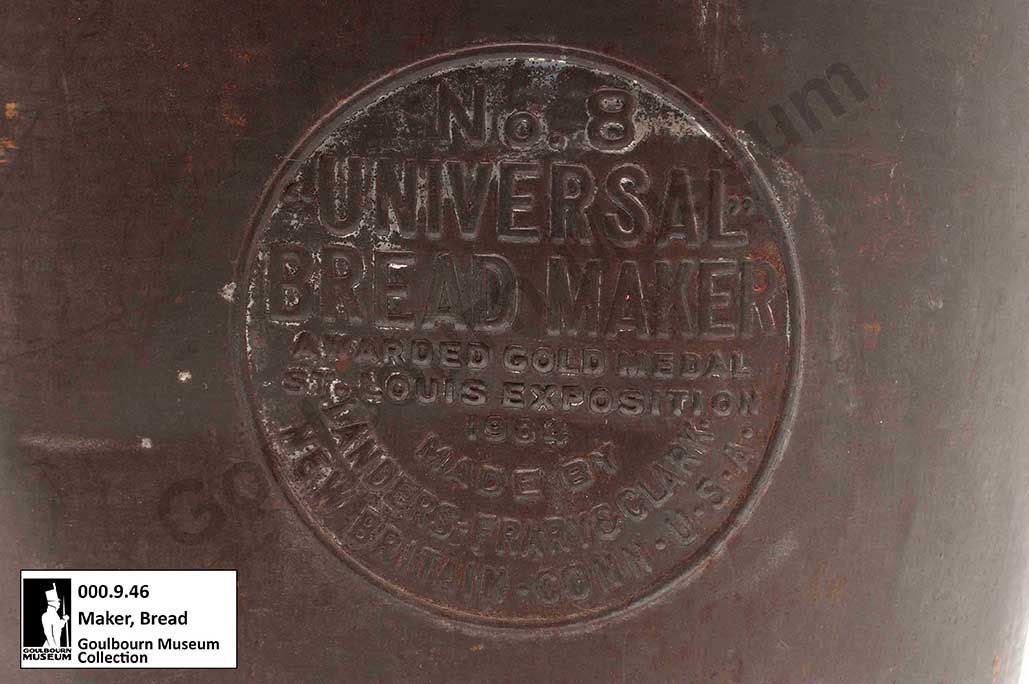 No. 8
"UNIVERSAL"
BREAD MAKER
AWARDED GOLD MEDAL
ST. LOUIS EXPOSITION
1904
MADE BY
LANDERS-FRARY & CLARK.
NEW BRITAIN-CONN. U.S.A.
000.9.46
Maker, Bread
Goulbourn Museum
Collection
GOULBOURN
MUSEUM